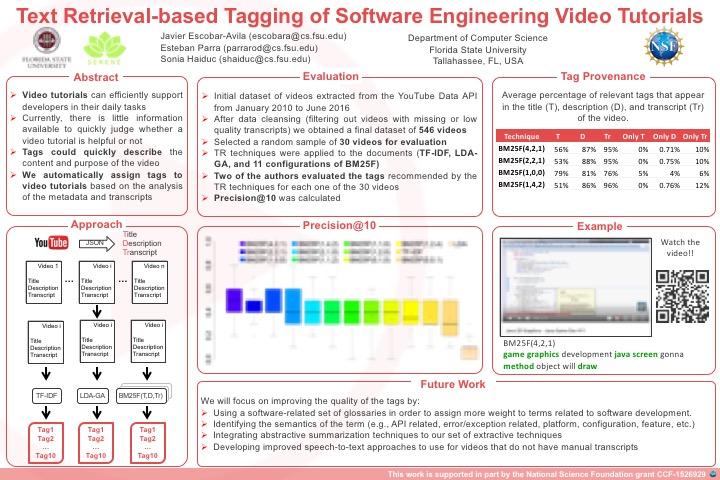 Text Retrieval-based Tagging of Software Engineering Video Tutorials
FLORIDA STATE
UNIVERSITY
SERENE
Javier Escobar-Avila (escobara@cs.fsu.edu)
Esteban Parra (parrarod@cs.fsu.edu)
Sonia Haiduc (shaiduc@cs.fsu.edu)
Department of Computer Science
Florida State University
Tallahassee, FL, USA
NSF
Abstract
➢ Video tutorials can efficiently support
developers in their daily tasks
➢ Currently, there is little information
available to quickly judge whether a
video tutorial is helpful or not
➢ Tags could quickly describe the
content and purpose of the video
➢ We automatically assign tags to
video tutorials based on the analysis
of the metadata and transcripts
Evaluation
➢ Initial dataset of videos extracted from the YouTube Data API
from January 2010 to June 2016
➢ After data cleansing (filtering out videos with missing or low
quality transcripts) we obtained a final dataset of 546 videos
➢ Selected a random sample of 30 videos for evaluation
➢ TR techniques were applied to the documents (TF-IDF, LDA-
GA, and 11 configurations of BM25F)
➢ Two of the authors evaluated the tags recommended by the
TR techniques for each one of the 30 videos
➢ Precision@10 was calculated
Tag Provenance
Average percentage of relevant tags that appear
in the title (T), description (D), and transcript (Tr)
of the video.
Technique T D Tr Only T Only D Only Tr
BM25F(4,2,1) 56% 87% 95% 0% 0.71% 10%
BM25F(2,2,1) 53% 88% 95% 0% 0.75% 10%
BM25F(1,0,0) 79% 81% 76% 5% 4% 6%
BM25F(1,4,2) 51% 86% 96% 0% 0.76% 12%
Approach
YouTube
JSON
Title
Description
Transcript
Video 1 Video i Video n
Title Title Title
Description Description Description
Transcript Transcript Transcript
... ...
Video i Video i Video i
Title Title Title
Description Description Description
Transcript Transcript Transcript
TF-IDF LDA-GA BM25F(T,D,Tr)
Tag1 Tag1 Tag1
Tag2 Tag2 Tag2
... ... ...
Tag10 Tag10 Tag10
Precision@10
Example
Watch the
video!!
BM25F(4,2,1)
game graphics development java screen gonna
method object will draw
Future Work
We will focus on improving the quality of the tags by:
➢ Using a software-related set of glossaries in order to assign more weight to terms related to software development.
➢ Identifying the semantics of the term (e.g., API related, error/exception related, platform, configuration, feature, etc.)
➢ Integrating abstractive summarization techniques to our set of extractive techniques
➢ Developing improved speech-to-text approaches to use for videos that do not have manual transcripts
This work is supported in part by the National Science Foundation grant CCF-1526929